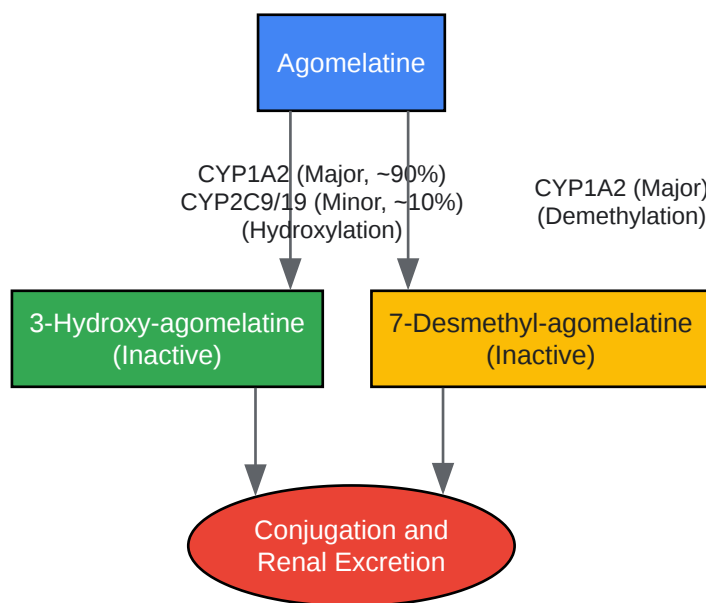 Agomelatine
CYP1A2 (Major, ~90%)
CYP2C9/19 (Minor, ~10%)
(Hydroxylation)
CYP1A2 (Major)
(Demethylation)
3-Hydroxy-agomelatine
(Inactive)
7-Desmethyl-agomelatine
(Inactive)
Conjugation and
Renal Excretion